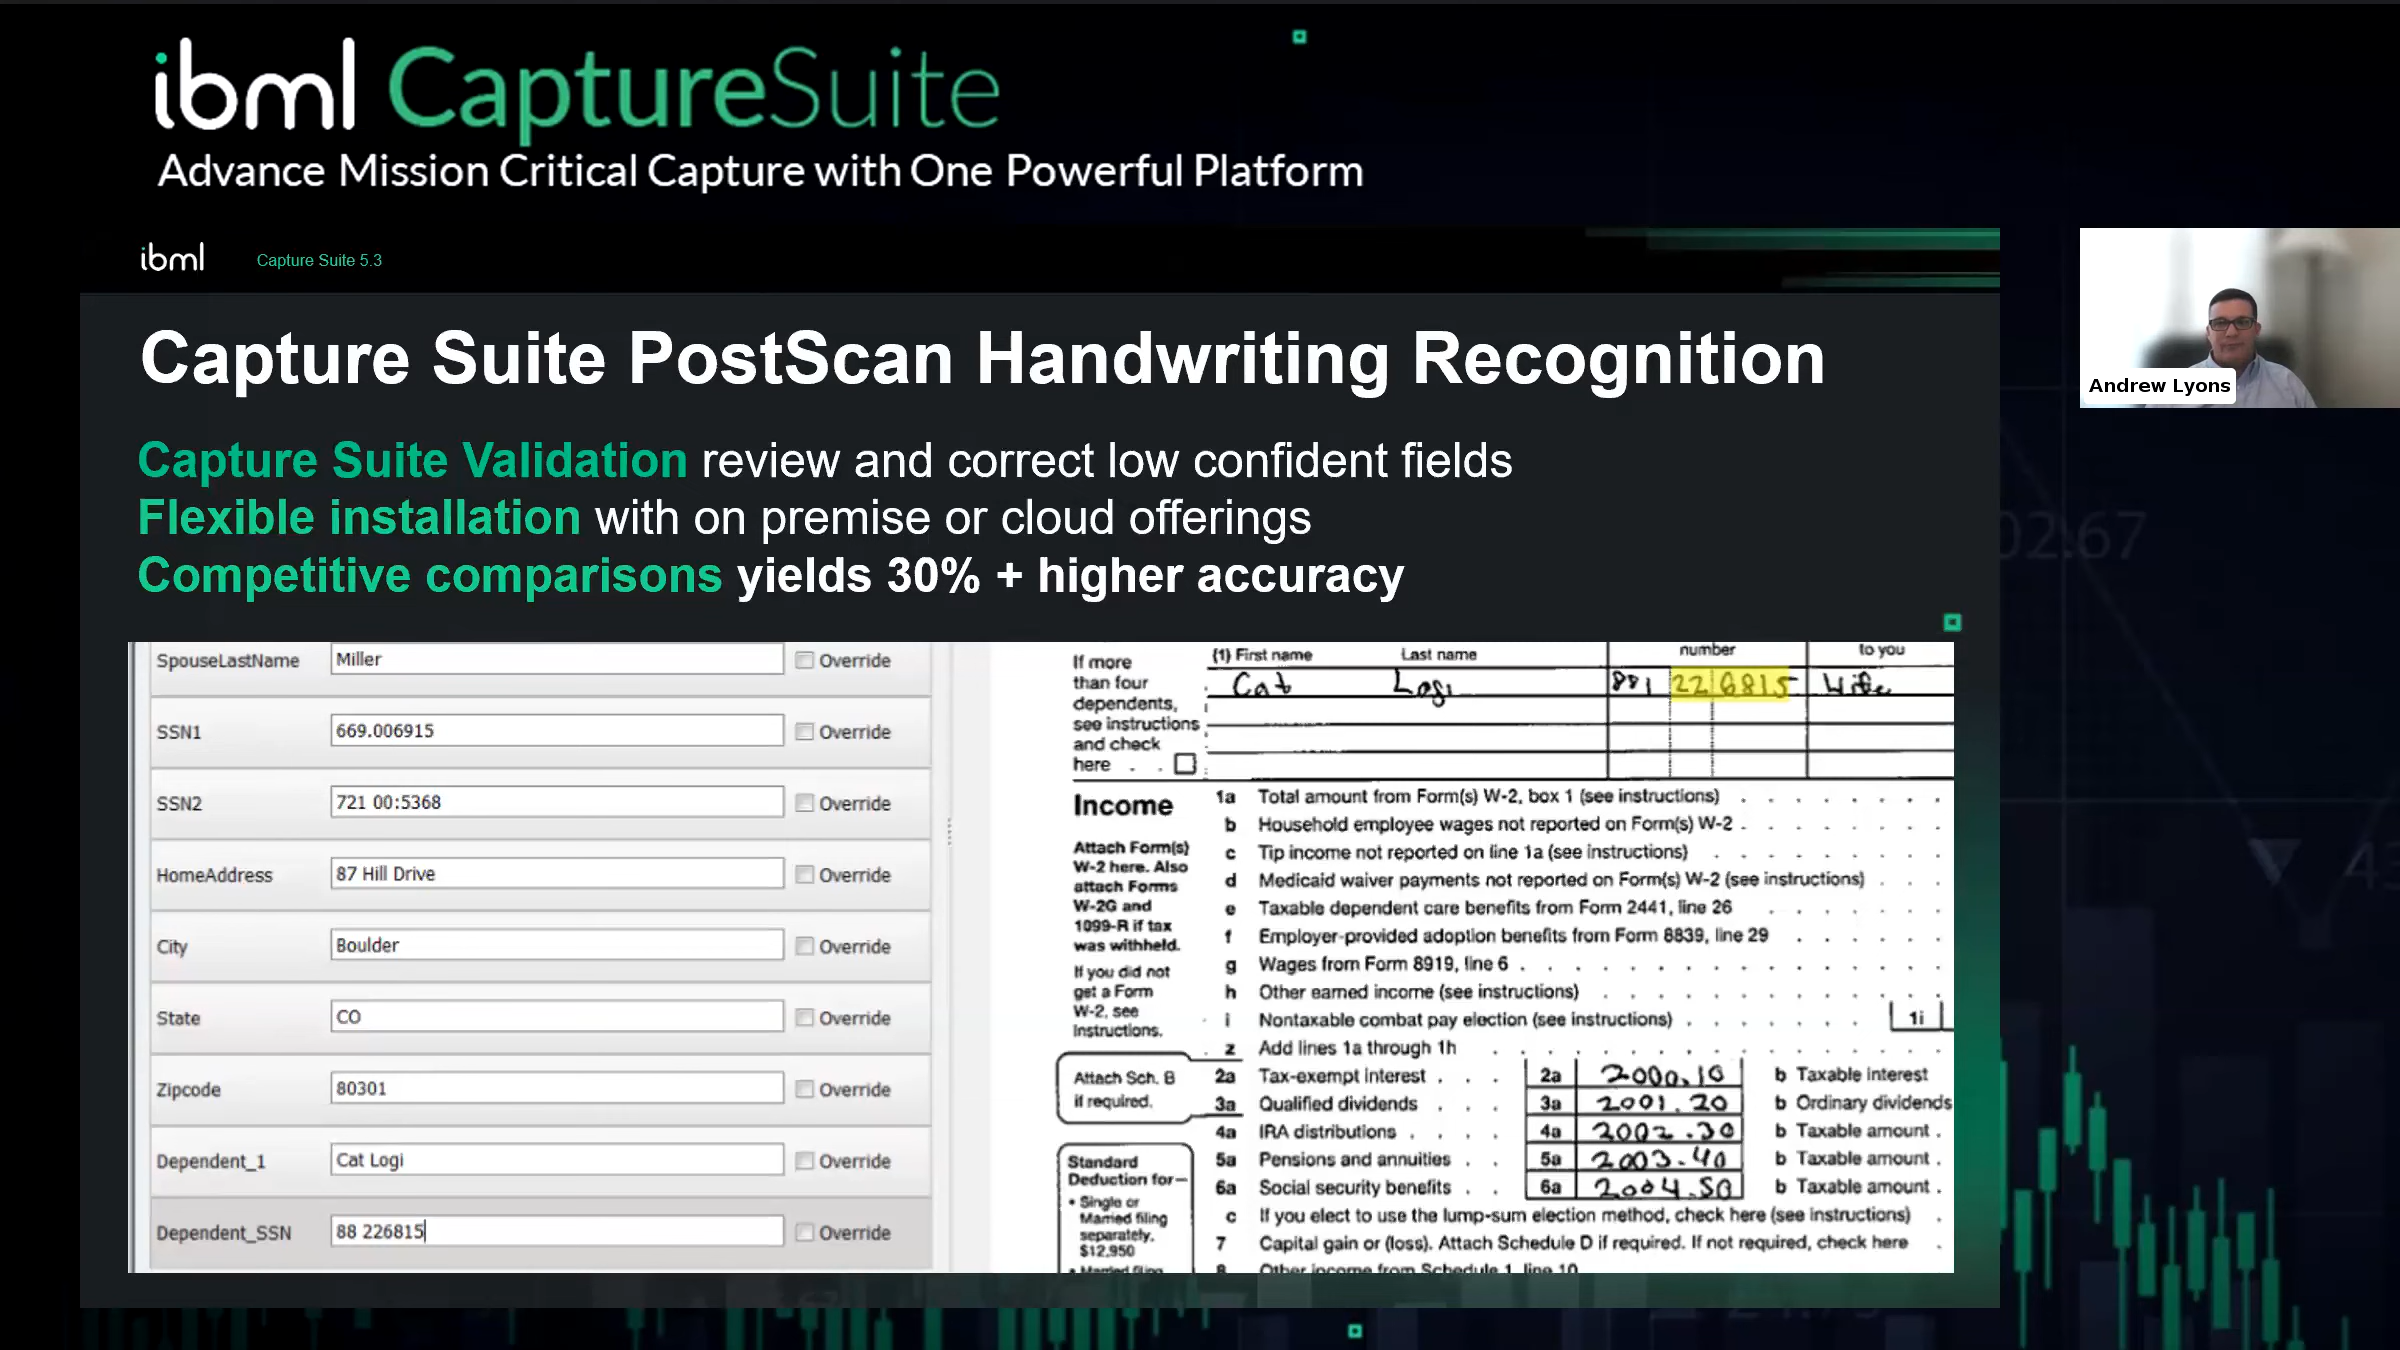 ibml CaptureSuite
Advance Mission Critical Capture with One Powerful Platform
ibml Capture Suite 5.3
Andrew Lyons
Capture Suite PostScan Handwriting Recognition
Capture Suite Validation review and correct low confident fields
Flexible installation with on premise or cloud offerings
Competitive comparisons yields 30% + higher accuracy
SpouseLastName Miller Override
SSN1 669.006915 Override
SSN2 721 00:5368 Override
HomeAddress 87 Hill Drive Override
City Boulder Override
State CO Override
Zipcode 80301 Override
Dependent_1 Cat Logi Override
Dependent_SSN 88 226815 Override
If more
than four
dependents,
see instructions
and check
here . .
(1) First name Last name number to you
Cat Logi 881 226815 Wife
Income
Attach Form(s)
W-2 here. Also
attach Forms
W-2G and
1099-R if tax
was withheld.
If you did not
get a Form
W-2, see
instructions.
1a Total amount from Form(s) W-2, box 1 (see instructions)
b Household employee wages not reported on Form(s) W-2
c Tip income not reported on line 1a (see instructions)
d Medicaid waiver payments not reported on Form(s) W-2 (see instructions)
e Taxable dependent care benefits from Form 2441, line 26
f Employer-provided adoption benefits from Form 8839, line 29
g Wages from Form 8919, line 6
h Other earned income (see instructions)
i Nontaxable combat pay election (see instructions) 1i
z Add lines 1a through 1h
Attach Sch. B
if required.
2a Tax-exempt interest 2a 2000.10 b Taxable interest
3a Qualified dividends 3a 2001.20 b Ordinary dividends
4a IRA distributions 4a 2002.30 b Taxable amount
5a Pensions and annuities 5a 2003.40 b Taxable amount
6a Social security benefits 6a 2004.50 b Taxable amount
c If you elect to use the lump-sum election method, check here (see instructions)
7 Capital gain or (loss). Attach Schedule D if required. If not required, check here
8 Other income from Schedule 1, line 10
Standard
Deduction for—
• Single or
Married filing
separately,
$12,950
• Married filing
02.67